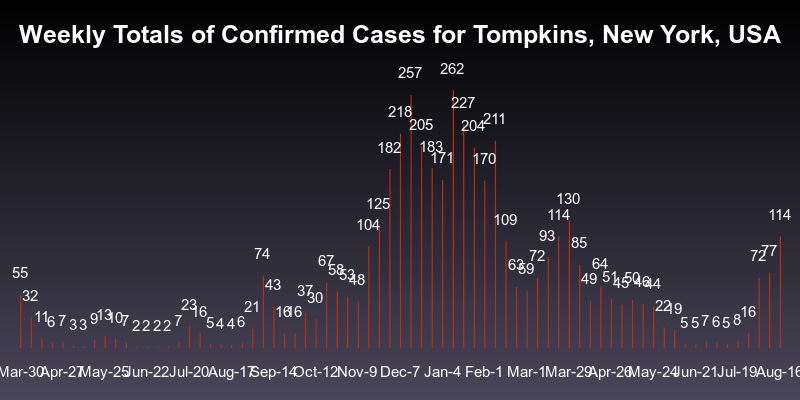 Weekly Totals of Confirmed Cases for Tompkins, New York, USA
55 32 11 6 7 3 3 9 13 10 7 2 2 2 2 7 23 16 5 4 4 6 21 74 43 16 16 37 30 67 58 53 48 104 125 182 218 257 205 183 171 262 227 204 170 211 109 63 59 72 93 114 130 85 49 64 51 45 50 46 44 22 19 5 5 7 6 5 8 16 72 77 114
Mar-30 Apr-27 May-25 Jun-22 Jul-20 Aug-17 Sep-14 Oct-12 Nov-9 Dec-7 Jan-4 Feb-1 Mar-1 Mar-29 Apr-26 May-24 Jun-21 Jul-19 Aug-16